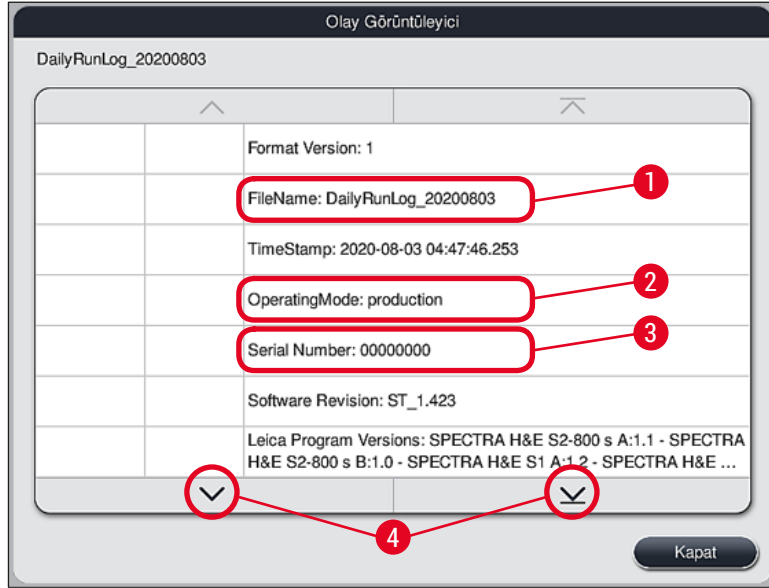 Olay Görüntüleyici
DailyRunLog_20200803
Format Version: 1
FileName: DailyRunLog_20200803
1
TimeStamp: 2020-08-03 04:47:46.253
OperatingMode: production
2
Serial Number: 00000000
3
Software Revision: ST_1.423
Leica Program Versions: SPECTRA H&E S2-800 s A:1.1 - SPECTRA
H&E S2-800 s B:1.0 - SPECTRA H&E S1 A:1.2 - SPECTRA H&E ...
4
Kapat